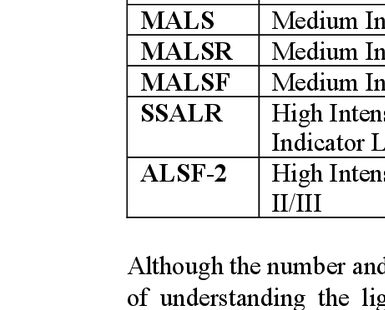 MALS Medium In
MALSR Medium In
MALSF Medium In
SSALR High Intens
Indicator L
ALSF-2 High Intens
II/III
Although the number and
of understanding the lig